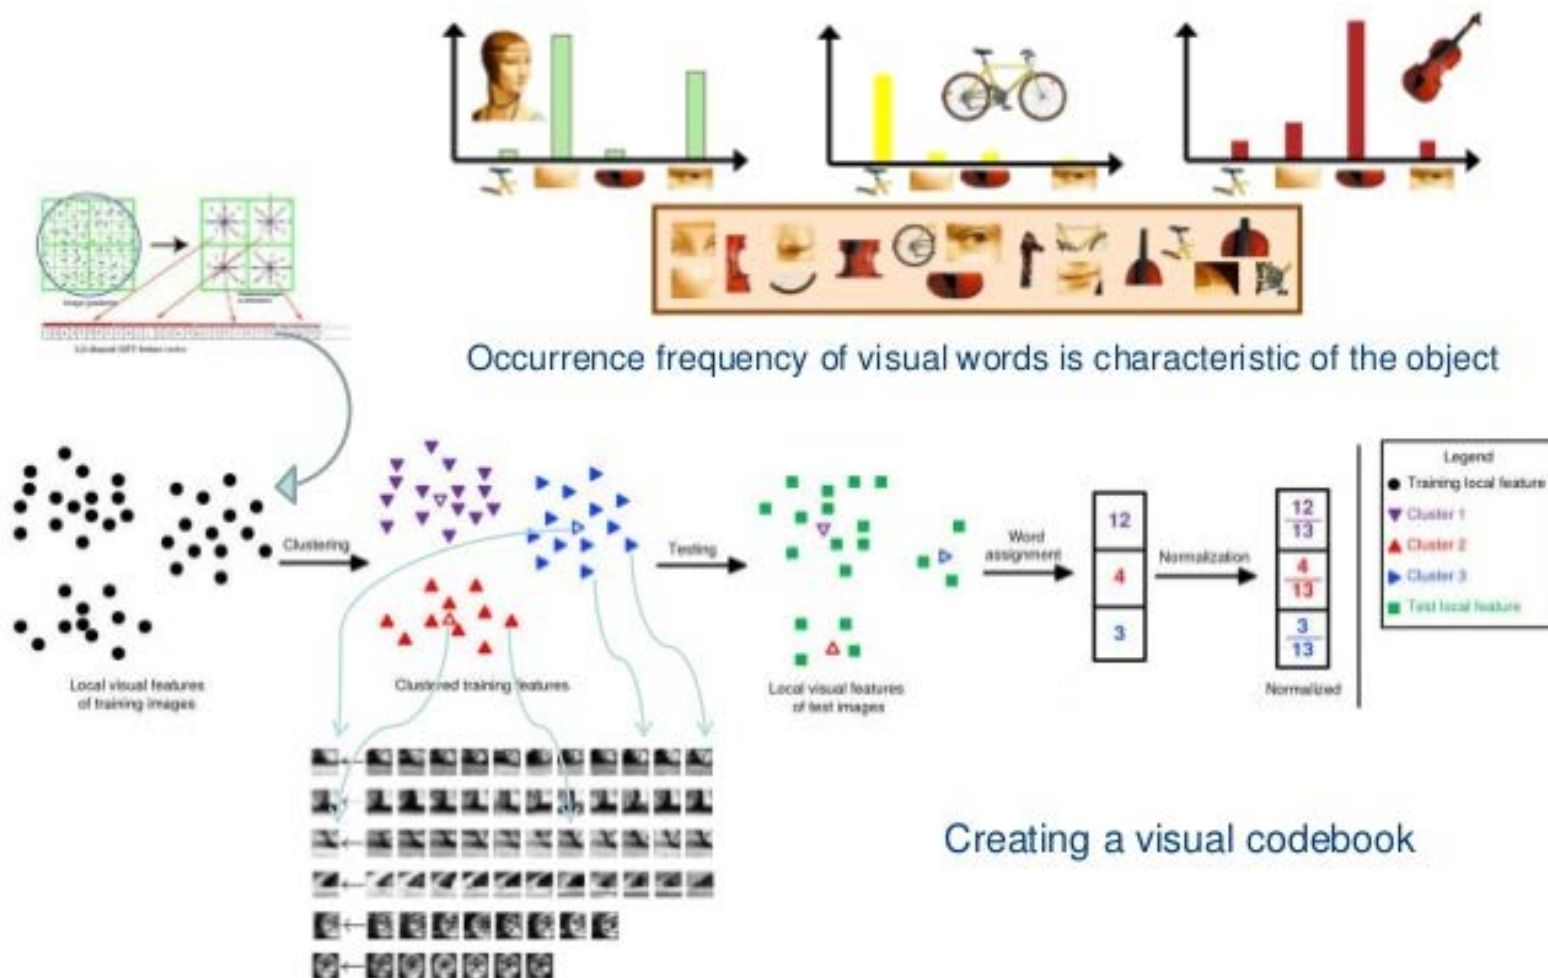 Occurrence frequency of visual words is characteristic of the object
Clustering
Testing
Word
assignment
Normalization
12
4
3
12
13
4
13
3
13
Normalized
Legend
Training local feature
Cluster 1
Cluster 2
Cluster 3
Test local feature
Local visual features
of training images
Clustered training features
Local visual features
of test images
Creating a visual codebook